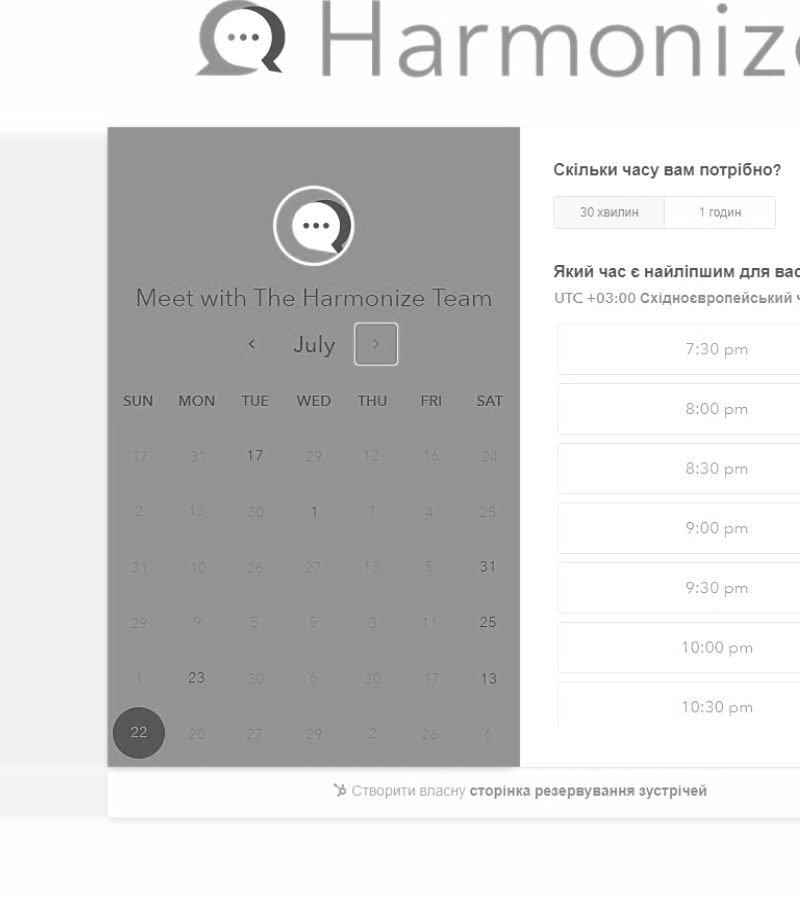 Harmonize
Meet with The Harmonize Team
July
SUN MON TUE WED THU FRI SAT
17 31 17 29 12 16 24
2 13 30 1 1 4 25
31 10 26 27 13 5 31
29 9 5 5 3 11 25
1 23 30 6 30 17 13
22 20 27 29 2 26 6
Скільки часу вам потрібно?
30 хвилин 1 годин
Який час є найліпшим для вас
UTC +03:00 Східноєвропейський ч
7:30 pm
8:00 pm
8:30 pm
9:00 pm
9:30 pm
10:00 pm
10:30 pm
Створити власну сторінка резервування зустрічей